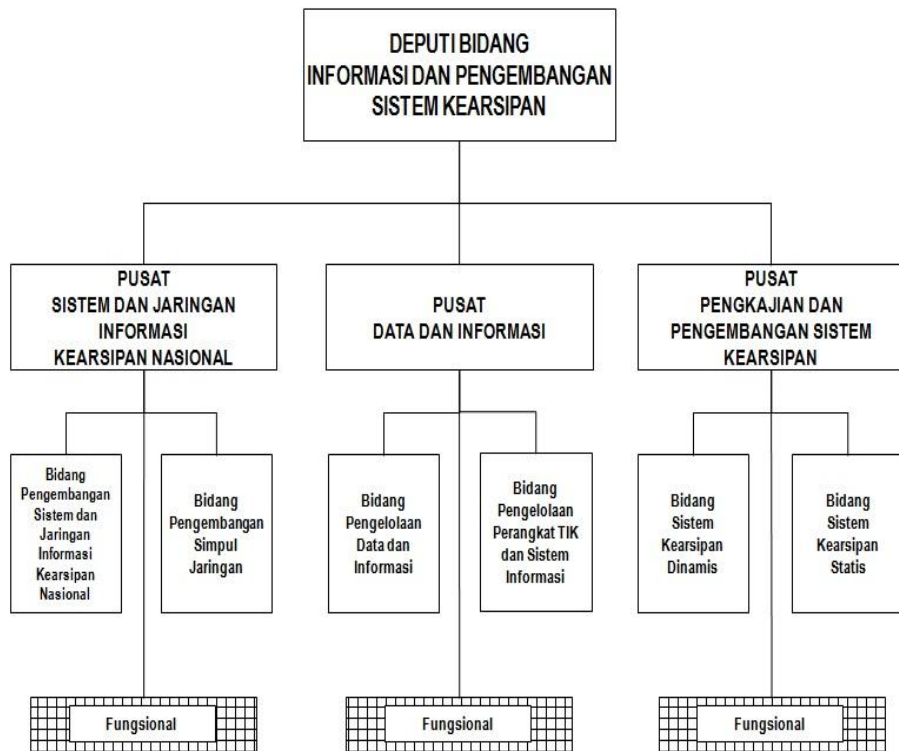 DEPUTI BIDANG
INFORMASI DAN PENGEMBANGAN
SISTEM KEARSIPAN
PUSAT
SISTEM DAN JARINGAN
INFORMASI
KEARSIPAN NASIONAL
PUSAT
DATA DAN INFORMASI
PUSAT
PENGKAJIAN DAN
PENGEMBANGAN SISTEM
KEARSIPAN
Bidang
Pengembangan
Sistem dan
Jaringan
Informasi
Kearsipan
Nasional
Bidang
Pengembangan
Simpul
Jaringan
Bidang
Pengelolaan
Data dan
Informasi
Bidang
Pengelolaan
Perangkat TIK
dan Sistem
Informasi
Bidang
Sistem
Kearsipan
Dinamis
Bidang
Sistem
Kearsipan
Statis
Fungsional
Fungsional
Fungsional